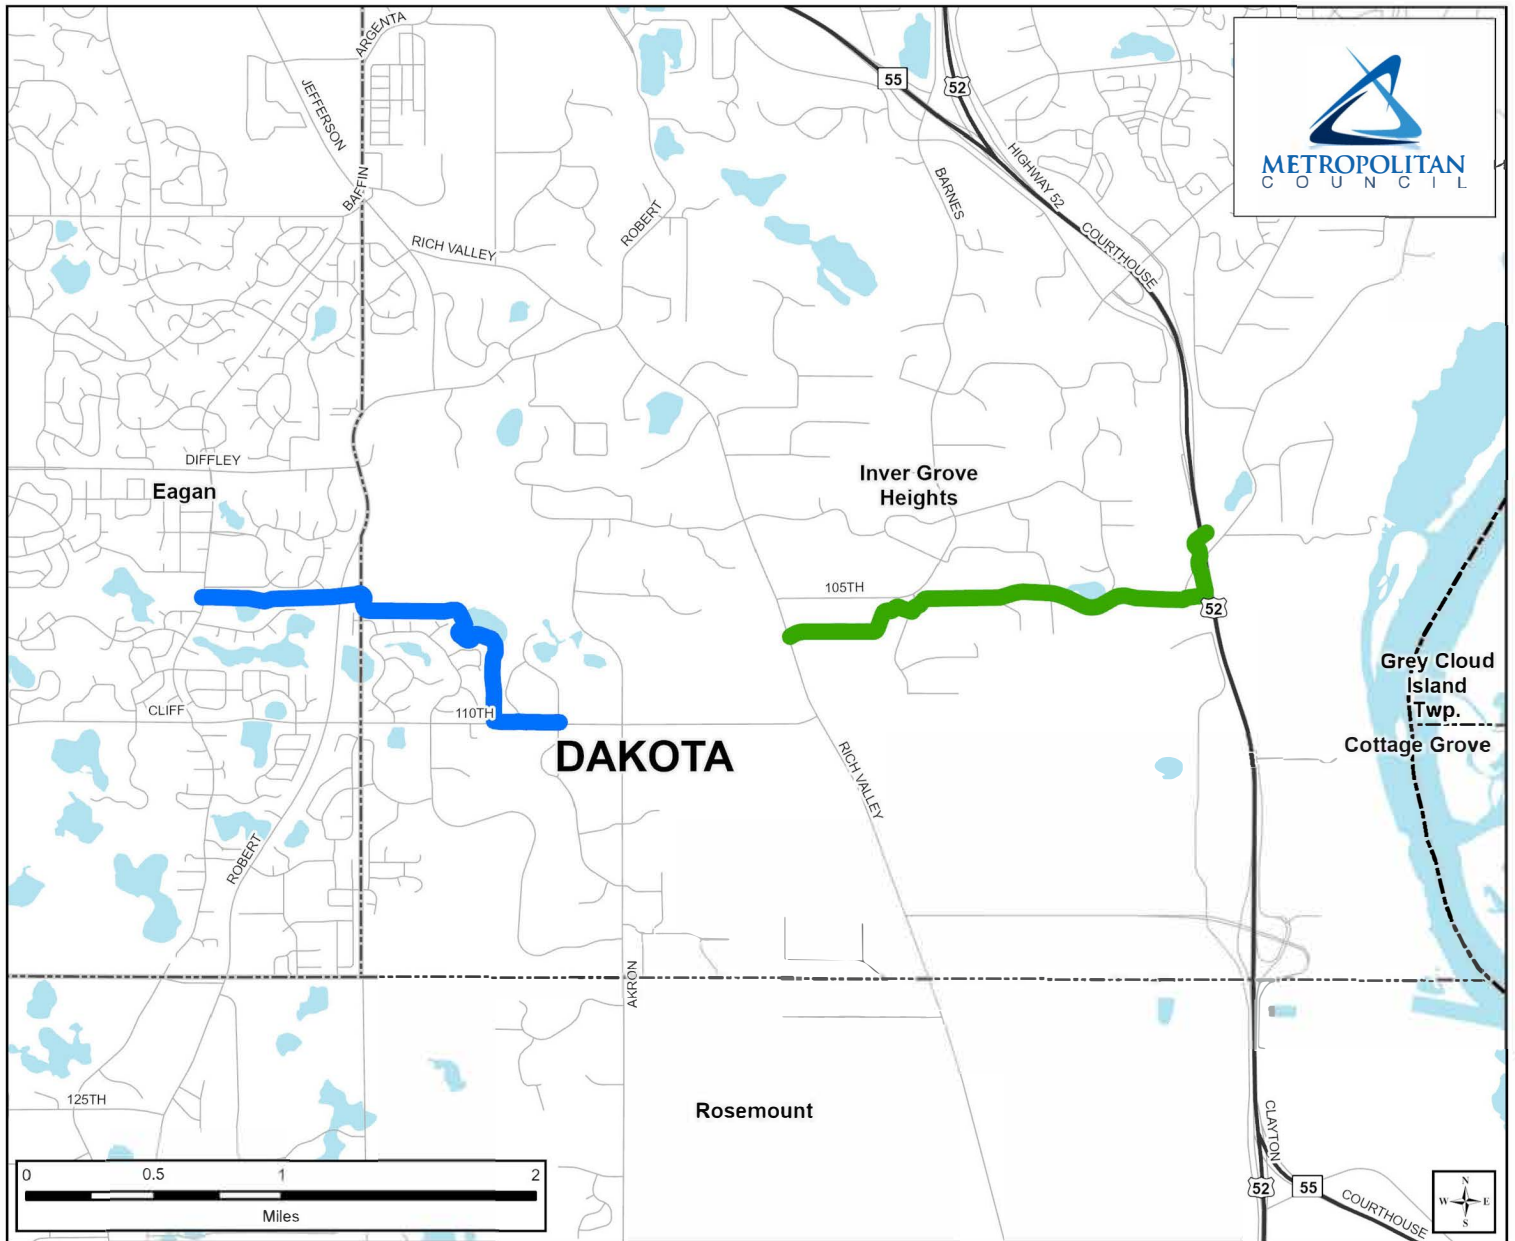 ARGENTA
55
52
METROPOLITAN
COUNCIL
JEFFERSON
HIGHWAY 52
BAFFIN
BARNES
ROBERT
RICH VALLEY
COURTHOUSE
DIFFLEY
Eagan
Inver Grove
Heights
105TH
52
Grey Cloud
Island
Twp.
CLIFF
110TH
DAKOTA
Cottage Grove
RICH VALLEY
ROBERT
AKRON
125TH
Rosemount
CLAYTON
0 0.5 1 2
Miles
52
55
COURTHOUSE
N
W E
S